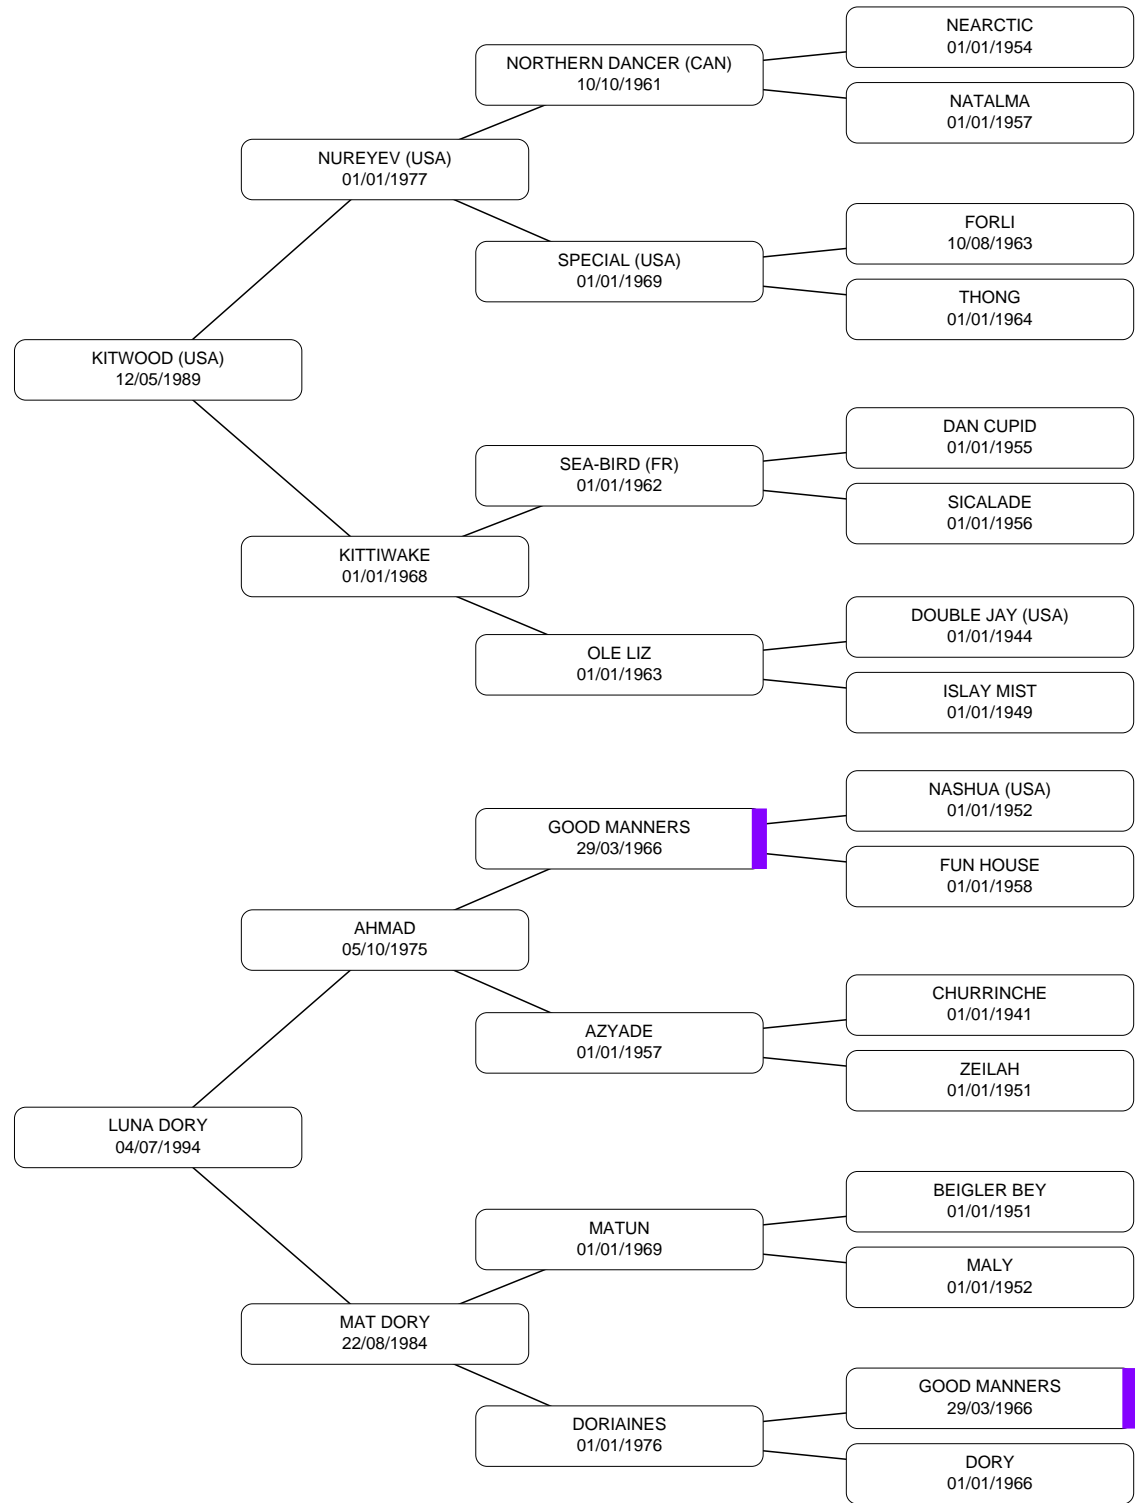 NEARCTIC
01/01/1954
NORTHERN DANCER (CAN)
10/10/1961
NATALMA
01/01/1957
NUREYEV (USA)
01/01/1977
FORLI
10/08/1963
SPECIAL (USA)
01/01/1969
THONG
01/01/1964
KITWOOD (USA)
12/05/1989
DAN CUPID
01/01/1955
SEA-BIRD (FR)
01/01/1962
SICALADE
01/01/1956
KITTIWAKE
01/01/1968
DOUBLE JAY (USA)
01/01/1944
OLE LIZ
01/01/1963
ISLAY MIST
01/01/1949
NASHUA (USA)
01/01/1952
GOOD MANNERS
29/03/1966
FUN HOUSE
01/01/1958
AHMAD
05/10/1975
CHURRINCHE
01/01/1941
AZYADE
01/01/1957
ZEILAH
01/01/1951
LUNA DORY
04/07/1994
BEIGLER BEY
01/01/1951
MATUN
01/01/1969
MALY
01/01/1952
MAT DORY
22/08/1984
GOOD MANNERS
29/03/1966
DORIAINES
01/01/1976
DORY
01/01/1966